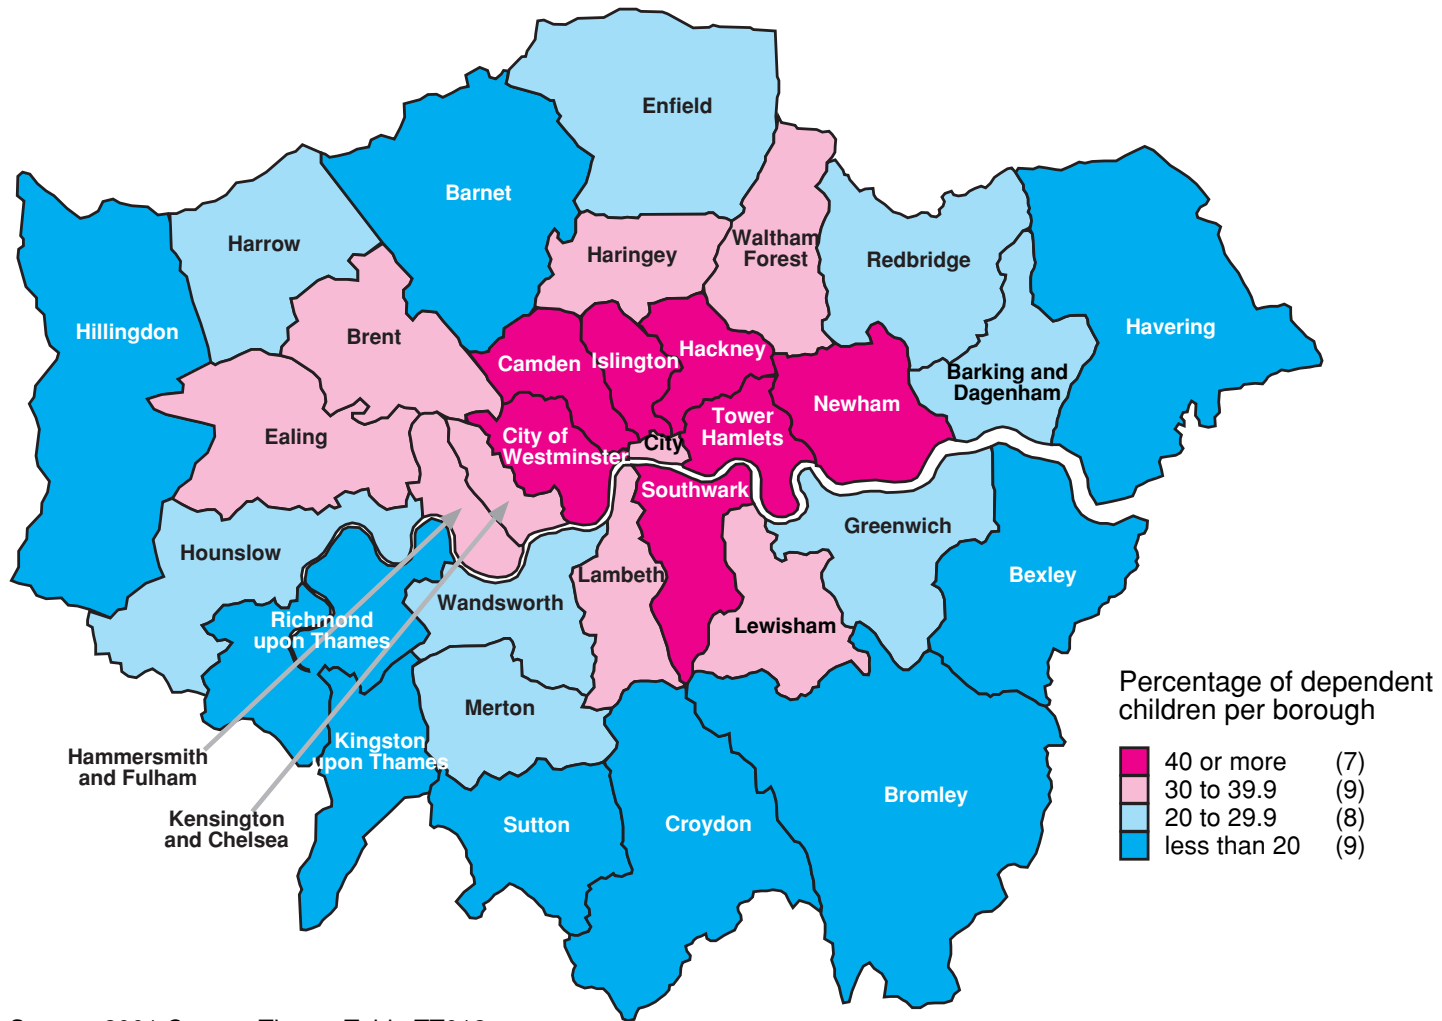 Enfield
Barnet
Harrow
Haringey
Waltham
Forest
Redbridge
Hillingdon
Brent
Havering
Camden
Islington
Hackney
Barking and
Dagenham
Newham
Tower
Hamlets
Ealing
City of
Westminster
City
Southwark
Greenwich
Hounslow
Lambeth
Bexley
Wandsworth
Richmond
upon Thames
Lewisham
Merton
Kingston
upon Thames
Hammersmith
and Fulham
Kensington
and Chelsea
Sutton
Croydon
Bromley
Percentage of dependent
children per borough
40 or more (7)
30 to 39.9 (9)
20 to 29.9 (8)
less than 20 (9)